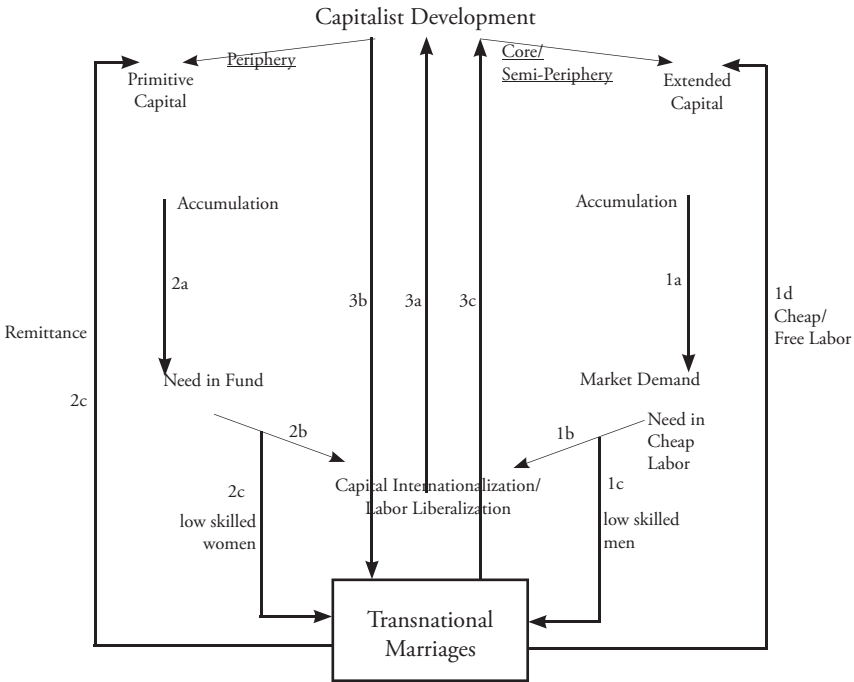 Capitalist Development
Periphery
Core/
Semi-Periphery
Primitive
Capital
Extended
Capital
Accumulation
Accumulation
2a
1a
3b
3a
3c
1d
Cheap/
Free Labor
Remittance
Need in Fund
Market Demand
2c
2b
1b
Need in
Cheap
Labor
Capital Internationalization/
Labor Liberalization
2c
low skilled
women
1c
low skilled
men
Transnational
Marriages